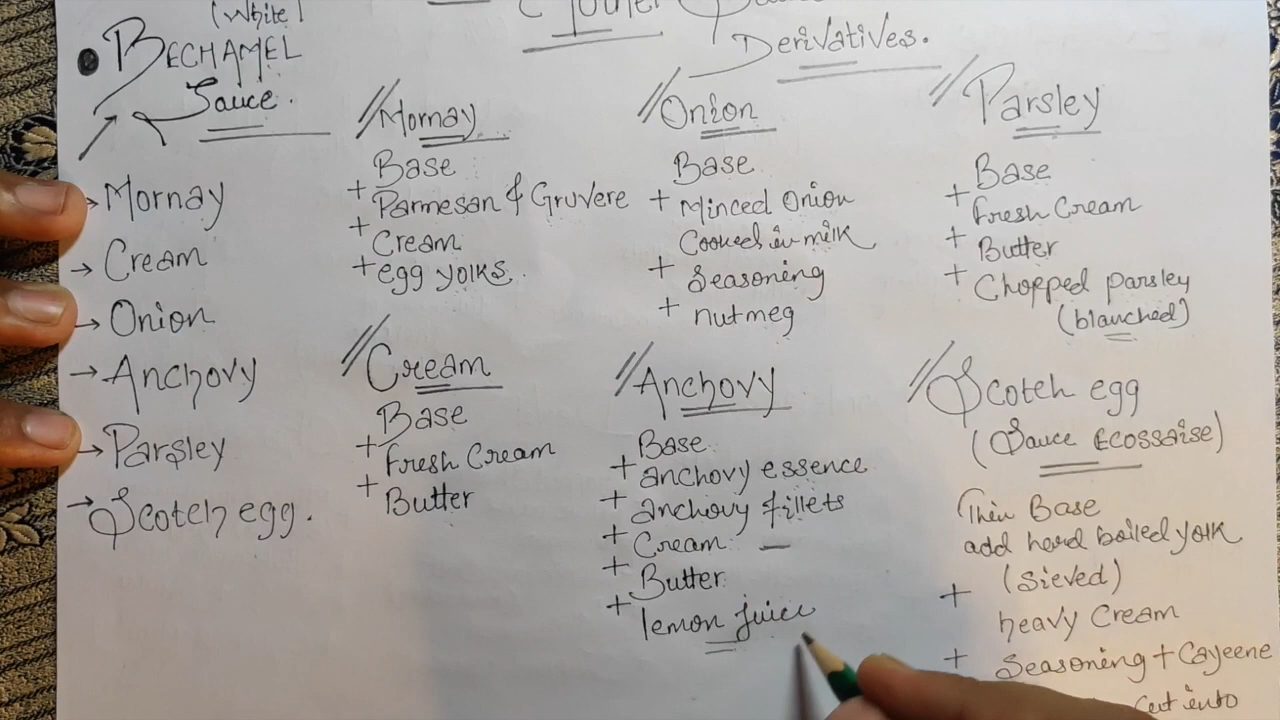 (White)
BECHAMEL
Sauce.
Derivatives.
→ Mornay
→ Cream
→ Onion
→ Anchovy
→ Parsley
→ Scotch egg.
// Mornay
Base
+ Parmesan & Gruvere
+ Cream
+ egg yolks.
// Cream
Base
+ Fresh Cream
+ Butter
// Onion
Base
+ Minced Onion
Cooked in milk
+ Seasoning
+ nutmeg
// Anchovy
Base
+ anchovy essence
+ anchovy fillets
+ Cream —
+ Butter
+ lemon juice
// Parsley
Base
+ fresh Cream
+ Butter
+ Chopped parsley
(blanched)
// Scotch egg
(Sauce Ecossaise)
Thin Base
add hard boiled yolk
(Sieved)
+ heavy Cream
+ Seasoning + Cayeene
Cut into